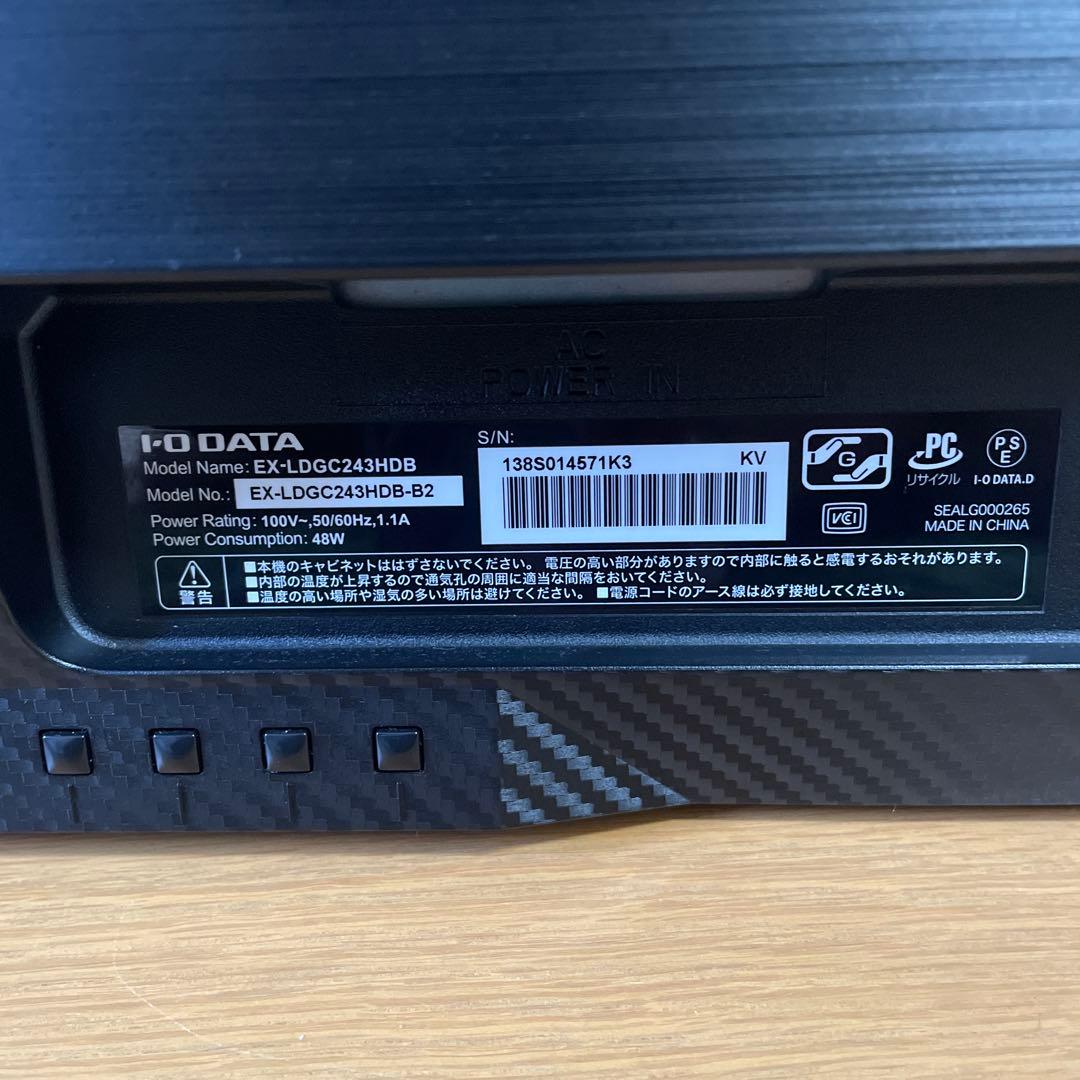 AC
POWER IN
I-O DATA
Model Name: EX-LDGC243HDB
Model No.: EX-LDGC243HDB-B2
Power Rating: 100V~,50/60Hz,1.1A
Power Consumption: 48W
S/N:
138S014571K3 KV
G
PC
リサイクル
PSE
I-O DATA.D
VCI
SEALG000265
MADE IN CHINA
警告
■本機のキャビネットははずさないでください。 電圧の高い部分がありますので内部に触ると感電するおそれがあります。
■内部の温度が上昇するので通気孔の周囲に適当な間隔をおいてください。
■温度の高い場所や湿気の多い場所は避けてください。 ■電源コードのアース線は必ず接地してください。